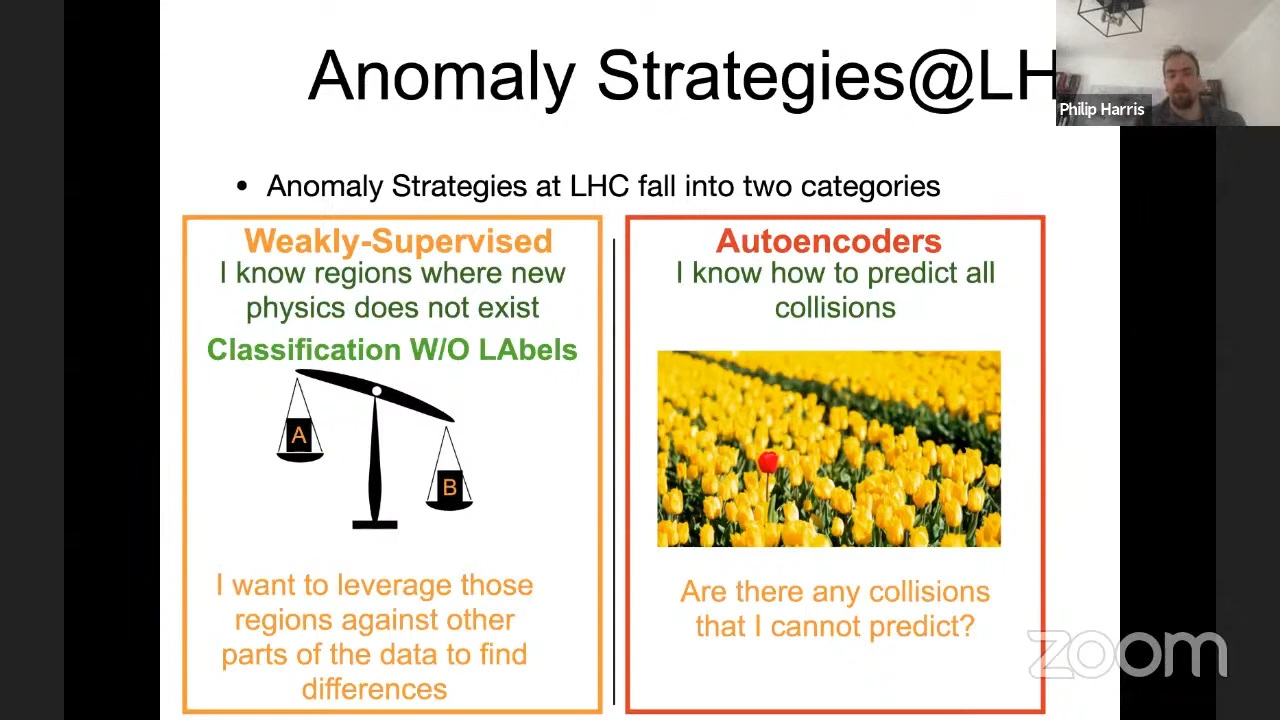 Anomaly Strategies@LH
Philip Harris
• Anomaly Strategies at LHC fall into two categories
Weakly-Supervised
I know regions where new
physics does not exist
Classification W/O LAbels
A
B
I want to leverage those
regions against other
parts of the data to find
differences
Autoencoders
I know how to predict all
collisions
Are there any collisions
that I cannot predict?
zoom